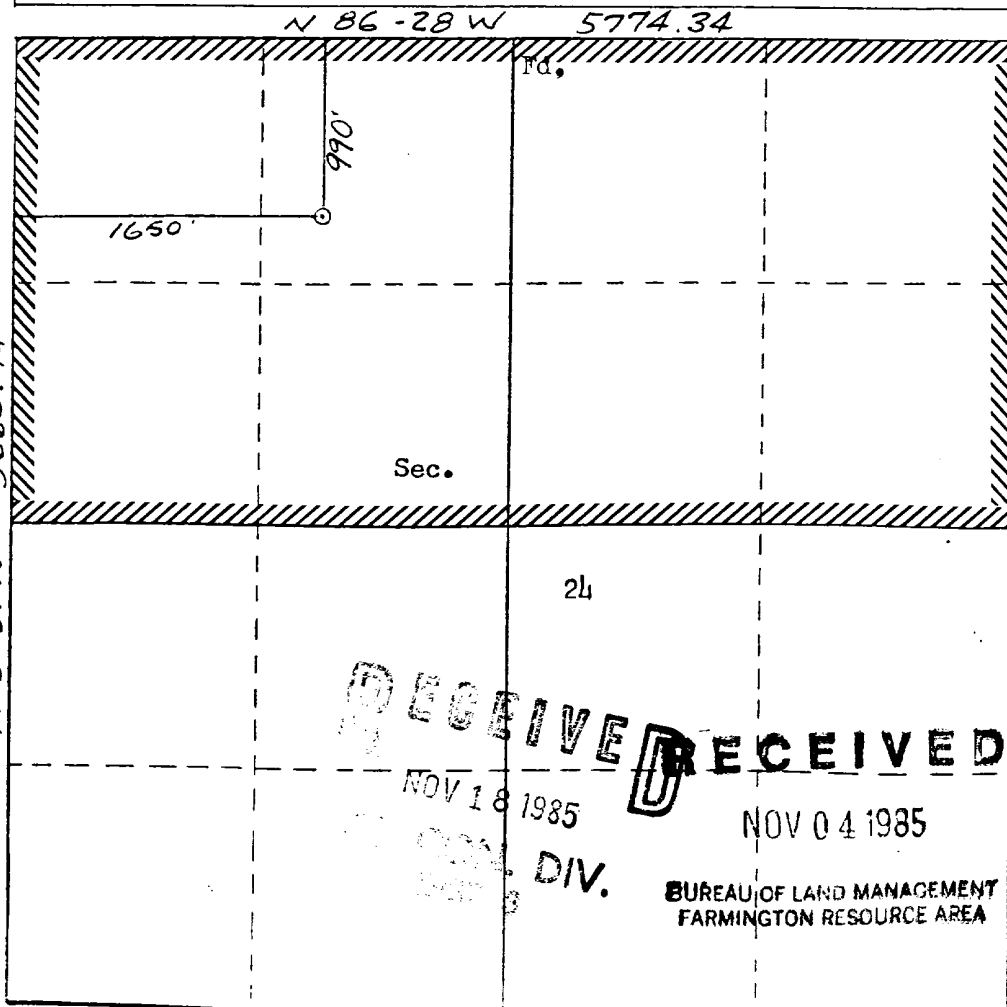 N 86-28 W 5774.34
Fd,
990'
1650'
Sec.
24
RECEIVED
NOV 18 1985
DIV.
RECEIVED
NOV 04 1985
BUREAU OF LAND MANAGEMENT
FARMINGTON RESOURCE AREA